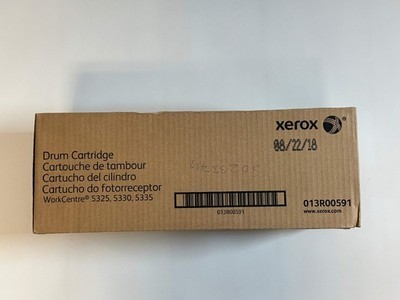 xerox
08/22/18
Drum Cartridge
Cartouche de tambour
Cartucho del cilindro
Cartucho do fotorreceptor
WorkCentre® 5325, 5330, 5335
013R00591
013R00591
www.xerox.com